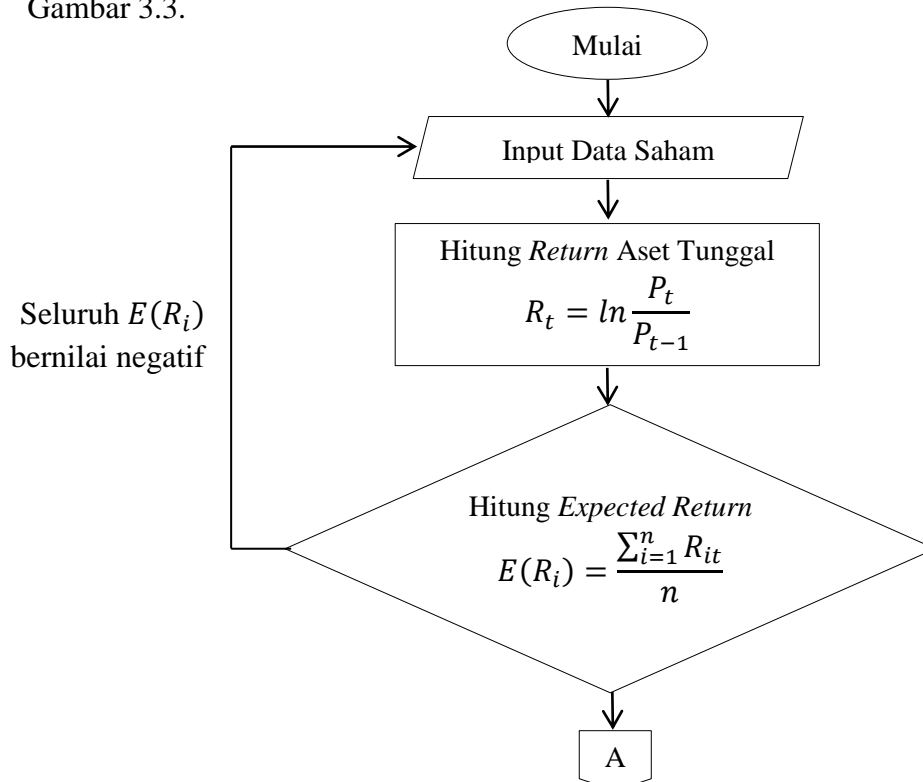 Gambar 3.3.
Mulai
Input Data Saham
Hitung Return Aset Tunggal
R_t = ln P_t / P_{t−1}
Seluruh E(R_i)
bernilai negatif
Hitung Expected Return
E(R_i) = ∑_{i=1}^{n} R_{it} / n
A